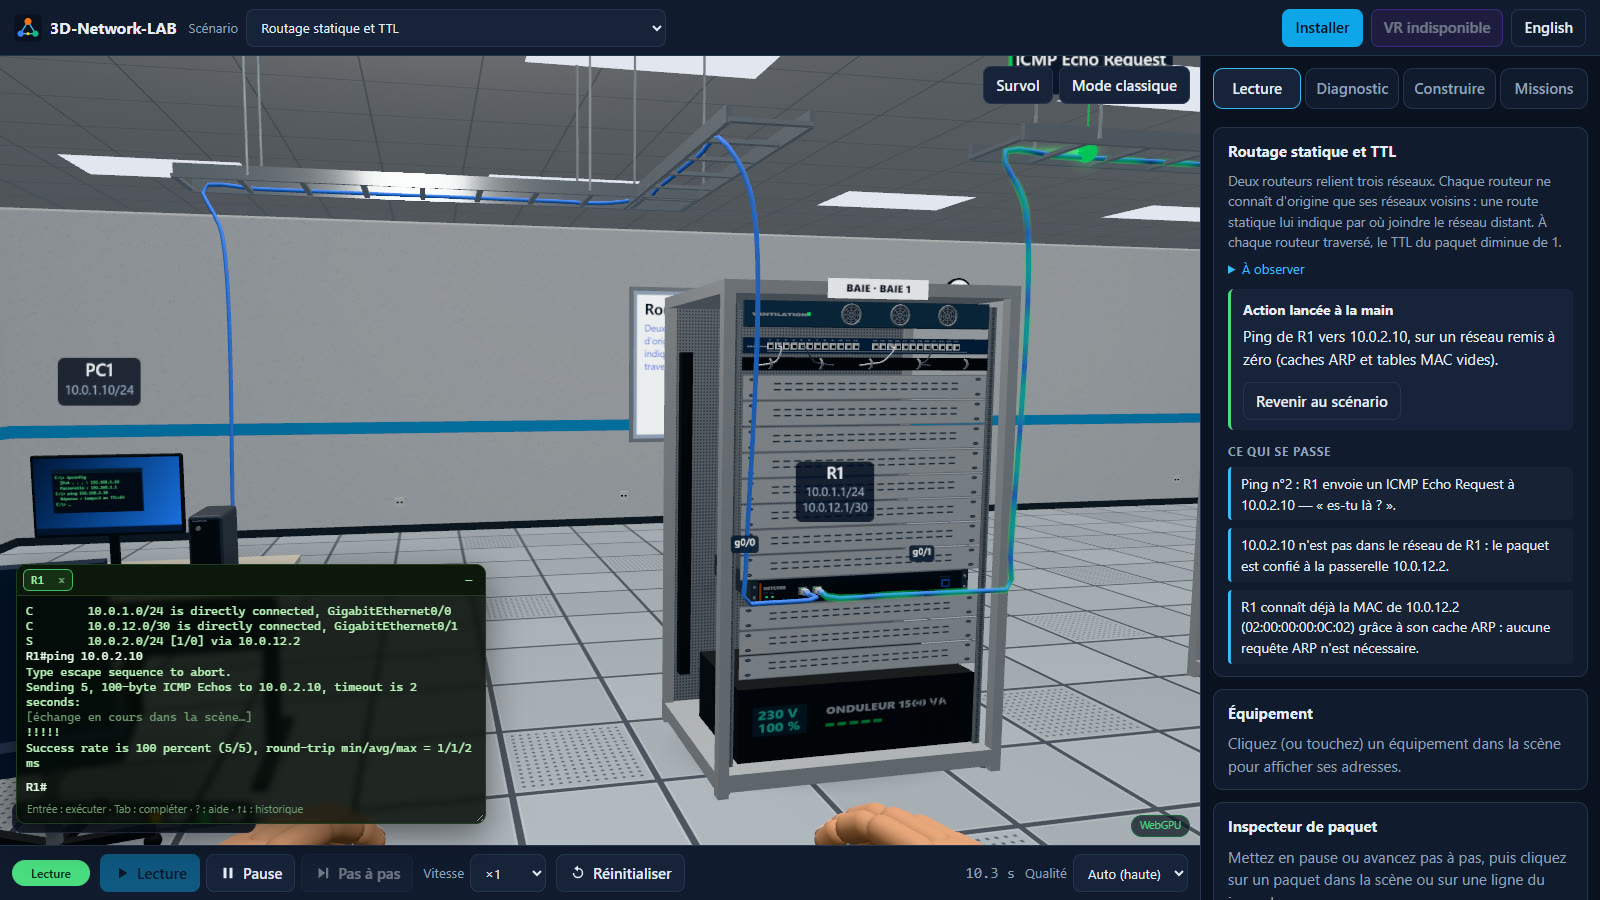 3D-Network-LAB
Scénario
Routage statique et TTL
Installer
VR indisponible
English
ICMP Echo Request
Survol
Mode classique
PC1
10.0.1.10/24
BAIE · BAIE 1
VENTILATION
R1
10.0.1.1/24
10.0.12.1/30
g0/0
g0/1
230 V
100 %
ONDULEUR 1500 VA
R1 ×
C 10.0.1.0/24 is directly connected, GigabitEthernet0/0
C 10.0.12.0/30 is directly connected, GigabitEthernet0/1
S 10.0.2.0/24 [1/0] via 10.0.12.2
R1#ping 10.0.2.10
Type escape sequence to abort.
Sending 5, 100-byte ICMP Echos to 10.0.2.10, timeout is 2
seconds:
[échange en cours dans la scène…]
!!!!!
Success rate is 100 percent (5/5), round-trip min/avg/max = 1/1/2
ms
R1#
Entrée : exécuter · Tab : compléter · ? : aide · ↑↓ : historique
WebGPU
Lecture
Diagnostic
Construire
Missions
Routage statique et TTL
Deux routeurs relient trois réseaux. Chaque routeur ne
connaît d'origine que ses réseaux voisins : une route
statique lui indique par où joindre le réseau distant. À
chaque routeur traversé, le TTL du paquet diminue de 1.
À observer
Action lancée à la main
Ping de R1 vers 10.0.2.10, sur un réseau remis à
zéro (caches ARP et tables MAC vides).
Revenir au scénario
CE QUI SE PASSE
Ping n°2 : R1 envoie un ICMP Echo Request à
10.0.2.10 — « es-tu là ? ».
10.0.2.10 n'est pas dans le réseau de R1 : le paquet
est confié à la passerelle 10.0.12.2.
R1 connaît déjà la MAC de 10.0.12.2
(02:00:00:00:0C:02) grâce à son cache ARP : aucune
requête ARP n'est nécessaire.
Équipement
Cliquez (ou touchez) un équipement dans la scène
pour afficher ses adresses.
Inspecteur de paquet
Mettez en pause ou avancez pas à pas, puis cliquez
sur un paquet dans la scène ou sur une ligne du
Lecture
Lecture
Pause
Pas à pas
Vitesse
×1
Réinitialiser
10.3 s
Qualité
Auto (haute)